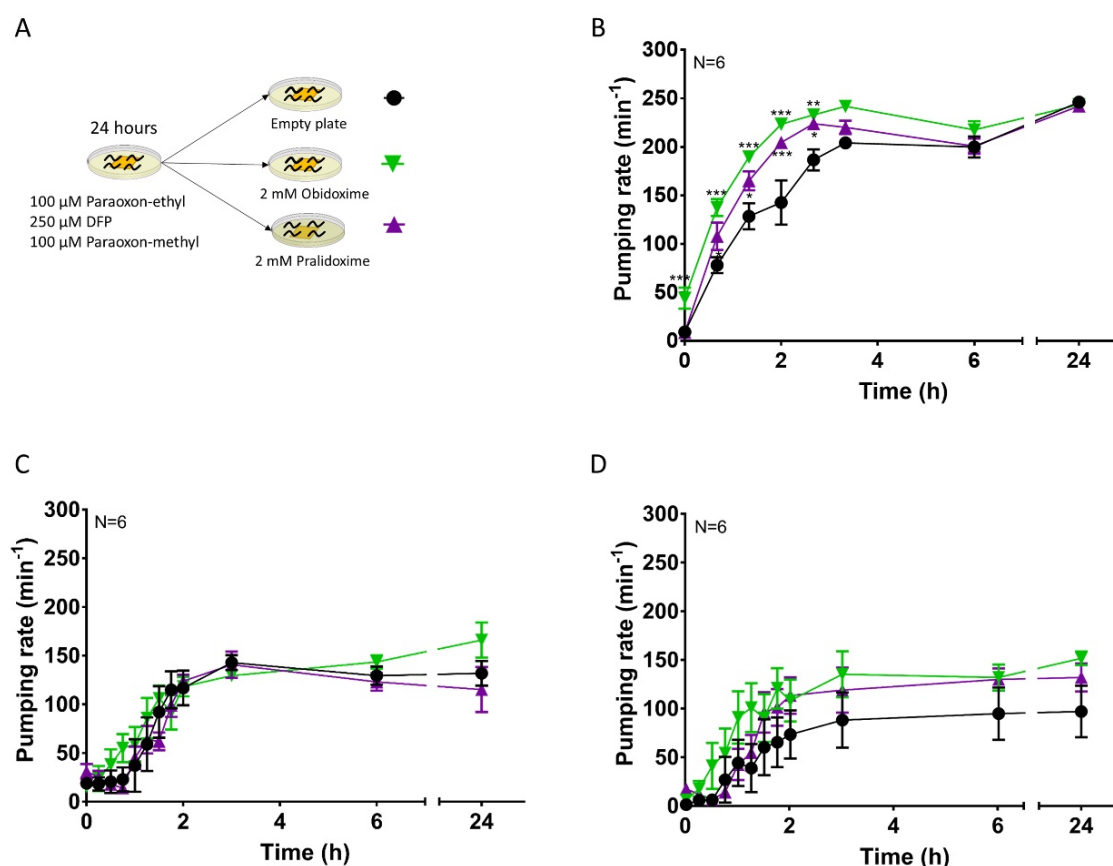 A
24 hours
100 µM Paraoxon-ethyl
250 µM DFP
100 µM Paraoxon-methyl
Empty plate
2 mM Obidoxime
2 mM Pralidoxime
B
N=6
Pumping rate (min⁻¹)
300
250
200
150
100
50
0
***
***
***
***
**
***
*
*
*
0 2 4 6 24
Time (h)
C
N=6
Pumping rate (min⁻¹)
300
250
200
150
100
50
0
0 2 6 24
Time (h)
D
N=6
Pumping rate (min⁻¹)
300
250
200
150
100
50
0
0 2 4 6 24
Time (h)